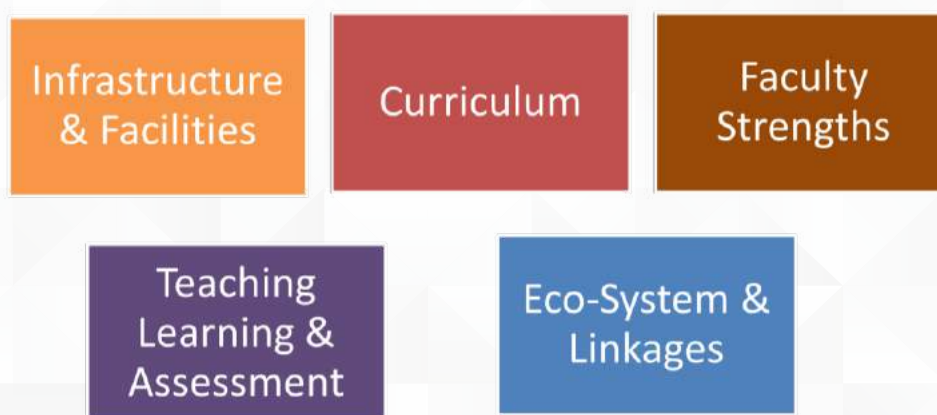 Infrastructure
& Facilities
Curriculum
Faculty
Strengths
Teaching
Learning &
Assessment
Eco-System &
Linkages